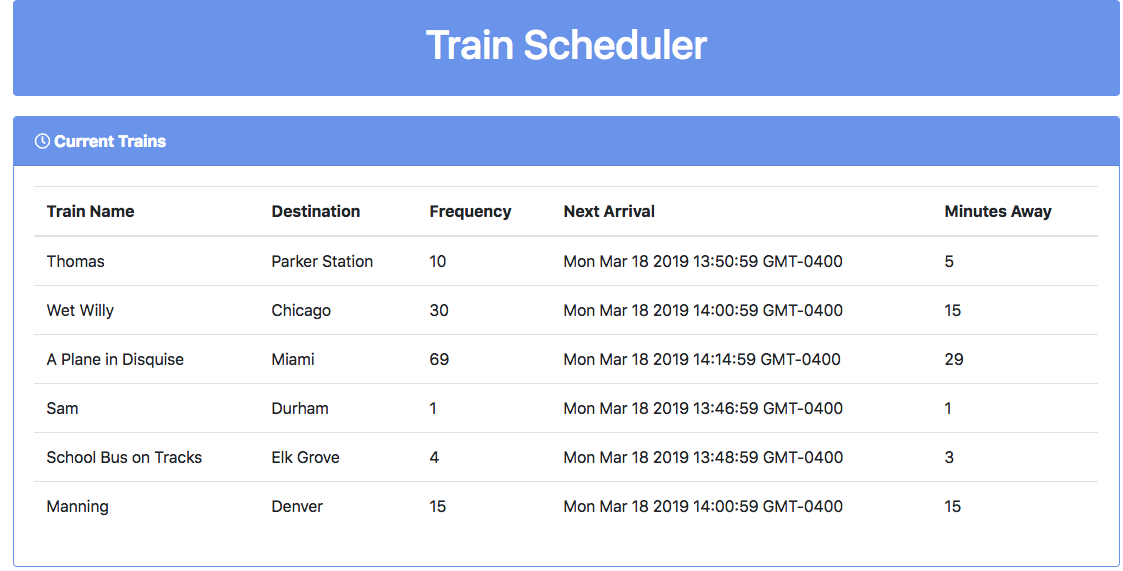 Train Scheduler
Current Trains
Train Name Destination Frequency Next Arrival Minutes Away
Thomas Parker Station 10 Mon Mar 18 2019 13:50:59 GMT-0400 5
Wet Willy Chicago 30 Mon Mar 18 2019 14:00:59 GMT-0400 15
A Plane in Disquise Miami 69 Mon Mar 18 2019 14:14:59 GMT-0400 29
Sam Durham 1 Mon Mar 18 2019 13:46:59 GMT-0400 1
School Bus on Tracks Elk Grove 4 Mon Mar 18 2019 13:48:59 GMT-0400 3
Manning Denver 15 Mon Mar 18 2019 14:00:59 GMT-0400 15